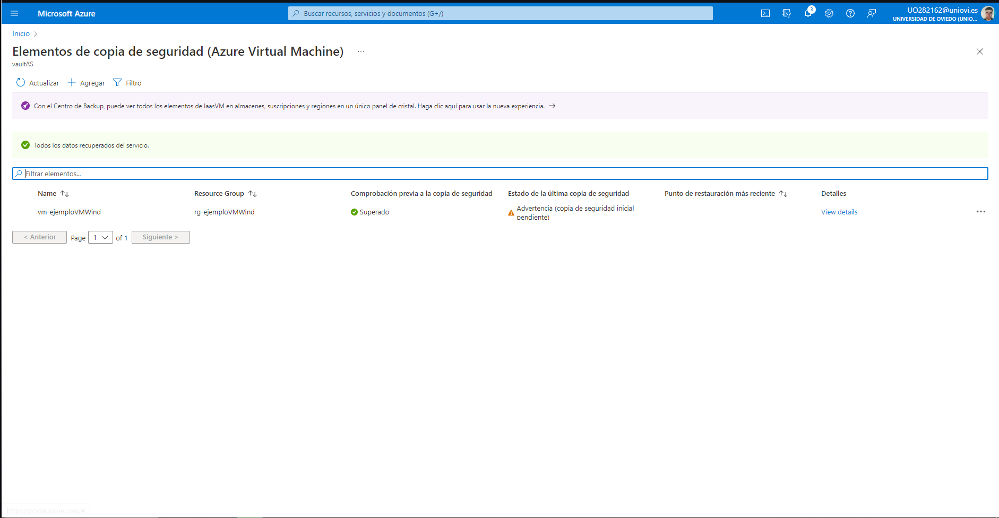 Microsoft Azure
Buscar recursos, servicios y documentos (G+/)
3
UO282162@uniovi.es
UNIVERSIDAD DE OVIEDO (UNIO...
Inicio >
Elementos de copia de seguridad (Azure Virtual Machine) ...
vaultAS
Actualizar
Agregar
Filtro
Con el Centro de Backup, puede ver todos los elementos de IaasVM en almacenes, suscripciones y regiones en un único panel de cristal. Haga clic aquí para usar la nueva experiencia. →
Todos los datos recuperados del servicio.
Filtrar elementos...
Name ↑↓ Resource Group ↑↓ Comprobación previa a la copia de seguridad Estado de la última copia de seguridad Punto de restauración más reciente ↑↓ Detalles
vm-ejemploVMWind rg-ejemploVMWind Superado Advertencia (copia de seguridad inicial pendiente) View details ...
< Anterior Page 1 of 1 Siguiente >
https://portal.azure.com/#